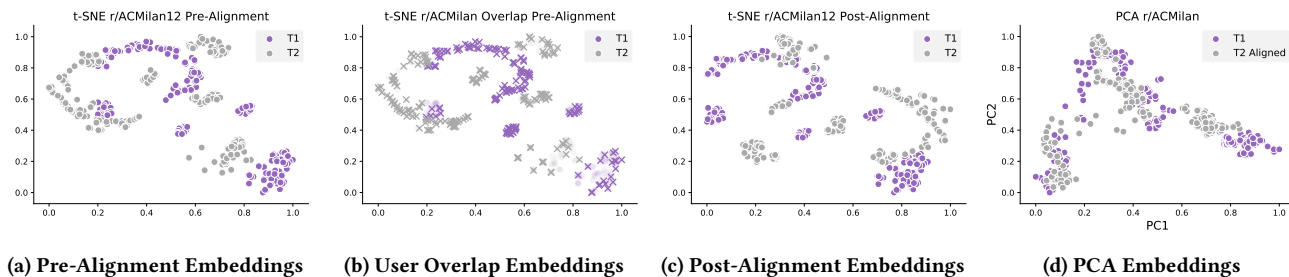 t-SNE r/ACMilan12 Pre-Alignment
T1
T2
1.0
0.8
0.6
0.4
0.2
0.0
0.0 0.2 0.4 0.6 0.8 1.0
(a) Pre-Alignment Embeddings
t-SNE r/ACMilan Overlap Pre-Alignment
T1
T2
1.0
0.8
0.6
0.4
0.2
0.0
0.0 0.2 0.4 0.6 0.8 1.0
(b) User Overlap Embeddings
t-SNE r/ACMilan12 Post-Alignment
T1
T2
1.0
0.8
0.6
0.4
0.2
0.0
0.0 0.2 0.4 0.6 0.8 1.0
(c) Post-Alignment Embeddings
PCA r/ACMilan
T1
T2 Aligned
PC2
1.0
0.8
0.6
0.4
0.2
0.0
0.0 0.2 0.4 0.6 0.8 1.0
PC1
(d) PCA Embeddings